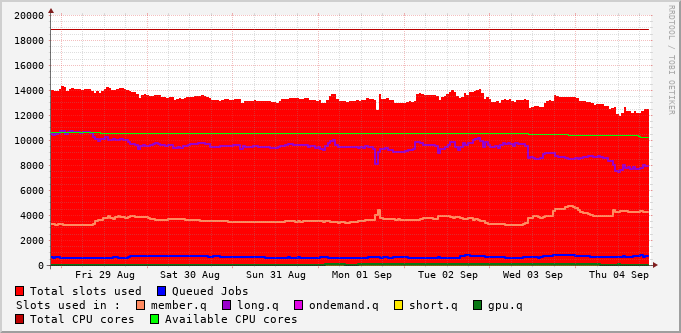 20000
18000
16000
14000
12000
10000
8000
6000
4000
2000
0
Fri 29 Aug Sat 30 Aug Sun 31 Aug Mon 01 Sep Tue 02 Sep Wed 03 Sep Thu 04 Sep
Total slots used Queued Jobs
Slots used in : member.q long.q ondemand.q short.q gpu.q
Total CPU cores Available CPU cores
RRDTOOL / TOBI OETIKER